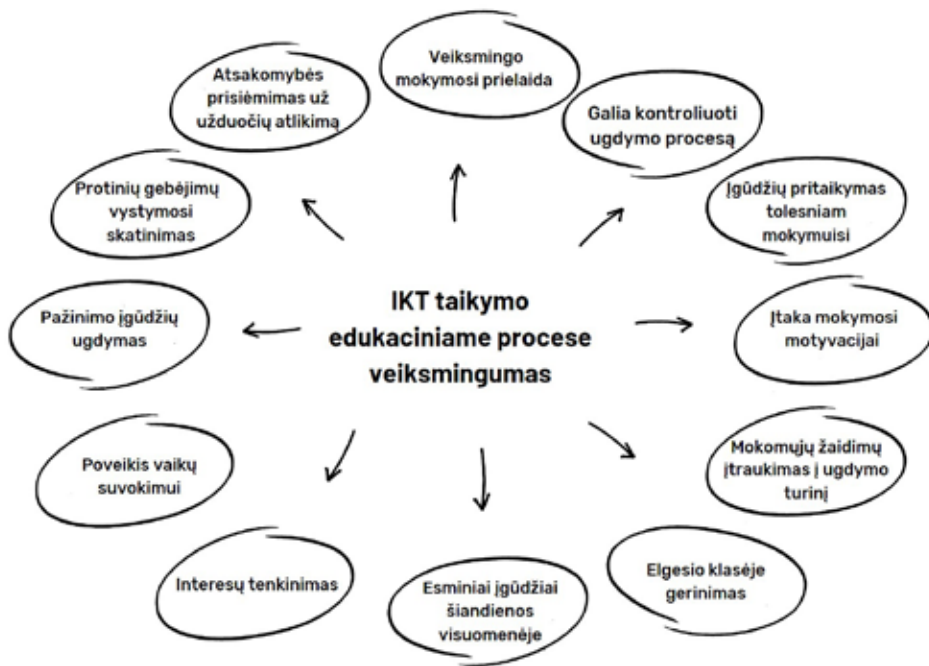 Veiksmingo
mokymosi prielaida
Atsakomybės
prisiėmimas už
užduočių atlikimą
Galia kontroliuoti
ugdymo procesą
Protinių gebėjimų
vystymosi
skatinimas
Įgūdžių pritaikymas
tolesniam
mokymuisi
IKT taikymo
edukaciniame procese
veiksmingumas
Pažinimo įgūdžių
ugdymas
Įtaka mokymosi
motyvacijai
Poveikis vaikų
suvokimui
Mokomųjų žaidimų
įtraukimas į ugdymo
turinį
Interesų tenkinimas
Esminiai įgūdžiai
šiandienos
visuomenėje
Elgesio klasėje
gerinimas